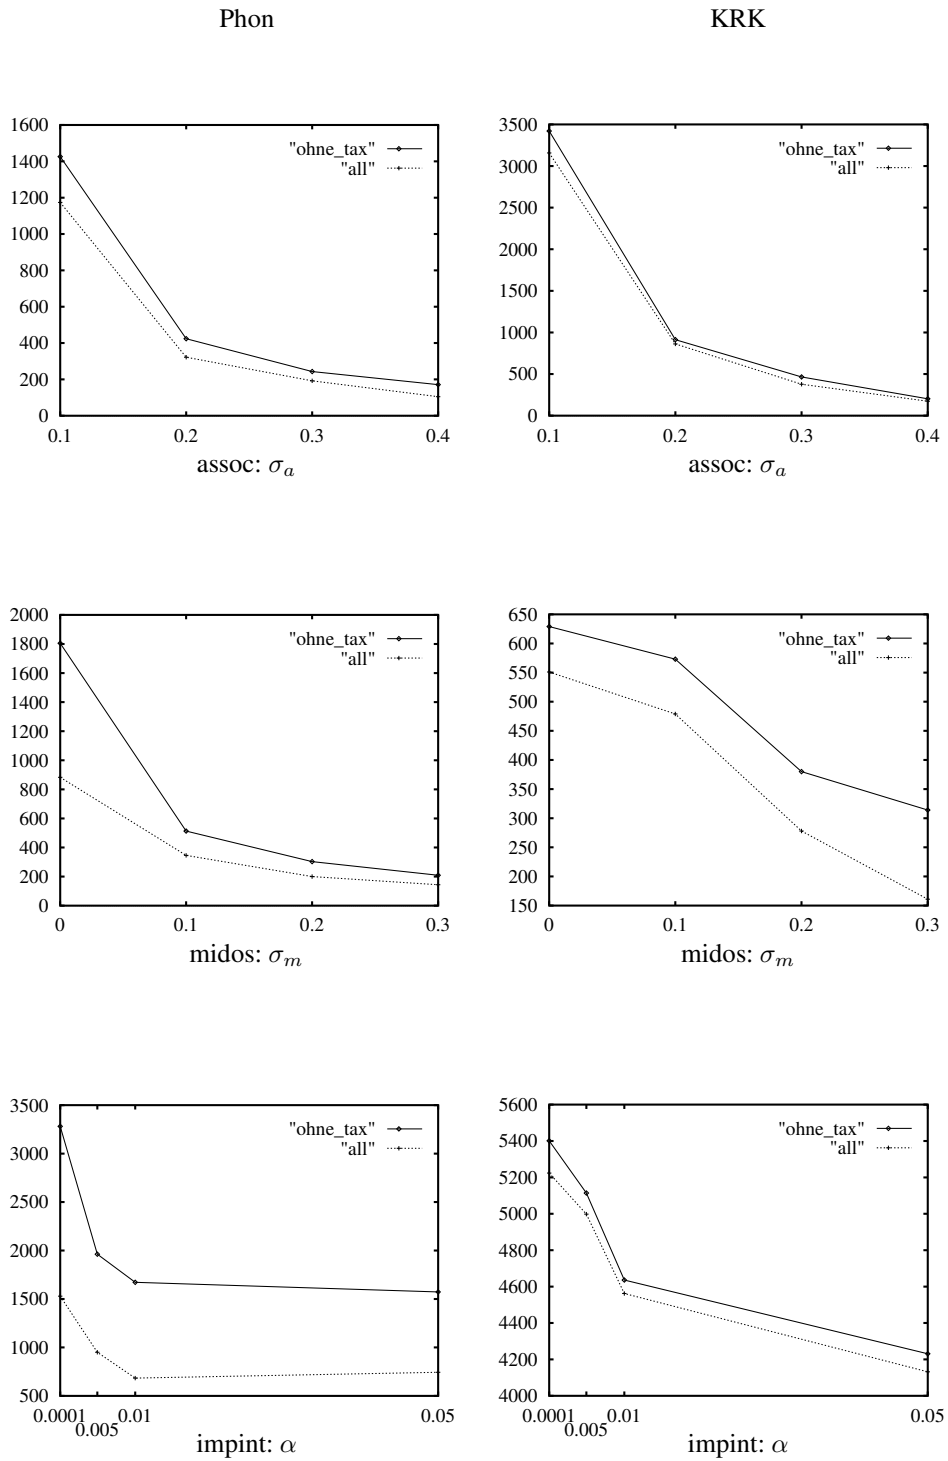 Phon
KRK
1600
1400
1200
1000
800
600
400
200
0
0.1 0.2 0.3 0.4
"ohne_tax"
"all"
assoc: σa
3500
3000
2500
2000
1500
1000
500
0
0.1 0.2 0.3 0.4
"ohne_tax"
"all"
assoc: σa
2000
1800
1600
1400
1200
1000
800
600
400
200
0
0 0.1 0.2 0.3
"ohne_tax"
"all"
midos: σm
650
600
550
500
450
400
350
300
250
200
150
0 0.1 0.2 0.3
"ohne_tax"
"all"
midos: σm
3500
3000
2500
2000
1500
1000
500
0.0001 0.01 0.05
0.005
"ohne_tax"
"all"
impint: α
5600
5400
5200
5000
4800
4600
4400
4200
4000
0.0001 0.01 0.05
0.005
"ohne_tax"
"all"
impint: α